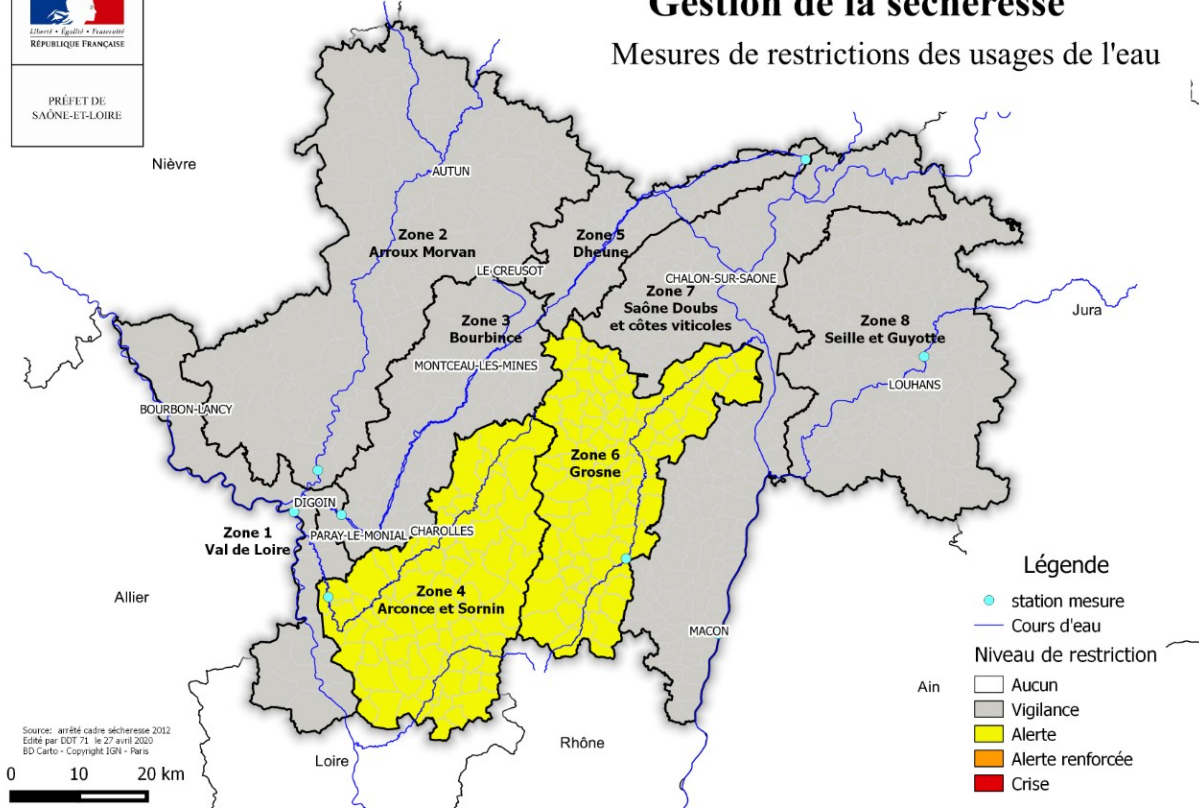 Gestion de la sécheresse
Mesures de restrictions des usages de l'eau
Liberté • Égalité • Fraternité
RÉPUBLIQUE FRANÇAISE
PRÉFET DE
SAÔNE-ET-LOIRE
Nièvre
AUTUN
Zone 2
Arroux Morvan
Zone 5
Dheune
LE CREUSOT
CHALON-SUR-SAONE
Zone 7
Saône Doubs
et côtes viticoles
Jura
Zone 3
Bourbince
Zone 8
Seille et Guyotte
MONTCEAU-LES-MINES
LOUHANS
BOURBON-LANCY
Zone 6
Grosne
DIGOIN
Zone 1
Val de Loire
PARAY-LE-MONIAL
CHAROLLES
Zone 4
Arconce et Sornin
Allier
MACON
Ain
Rhône
Loire
Légende
station mesure
Cours d'eau
Niveau de restriction
Aucun
Vigilance
Alerte
Alerte renforcée
Crise
Source: arrêté cadre sécheresse 2012
Edité par DDT 71 le 27 avril 2020
BD Carto - Copyright IGN - Paris
0 10 20 km